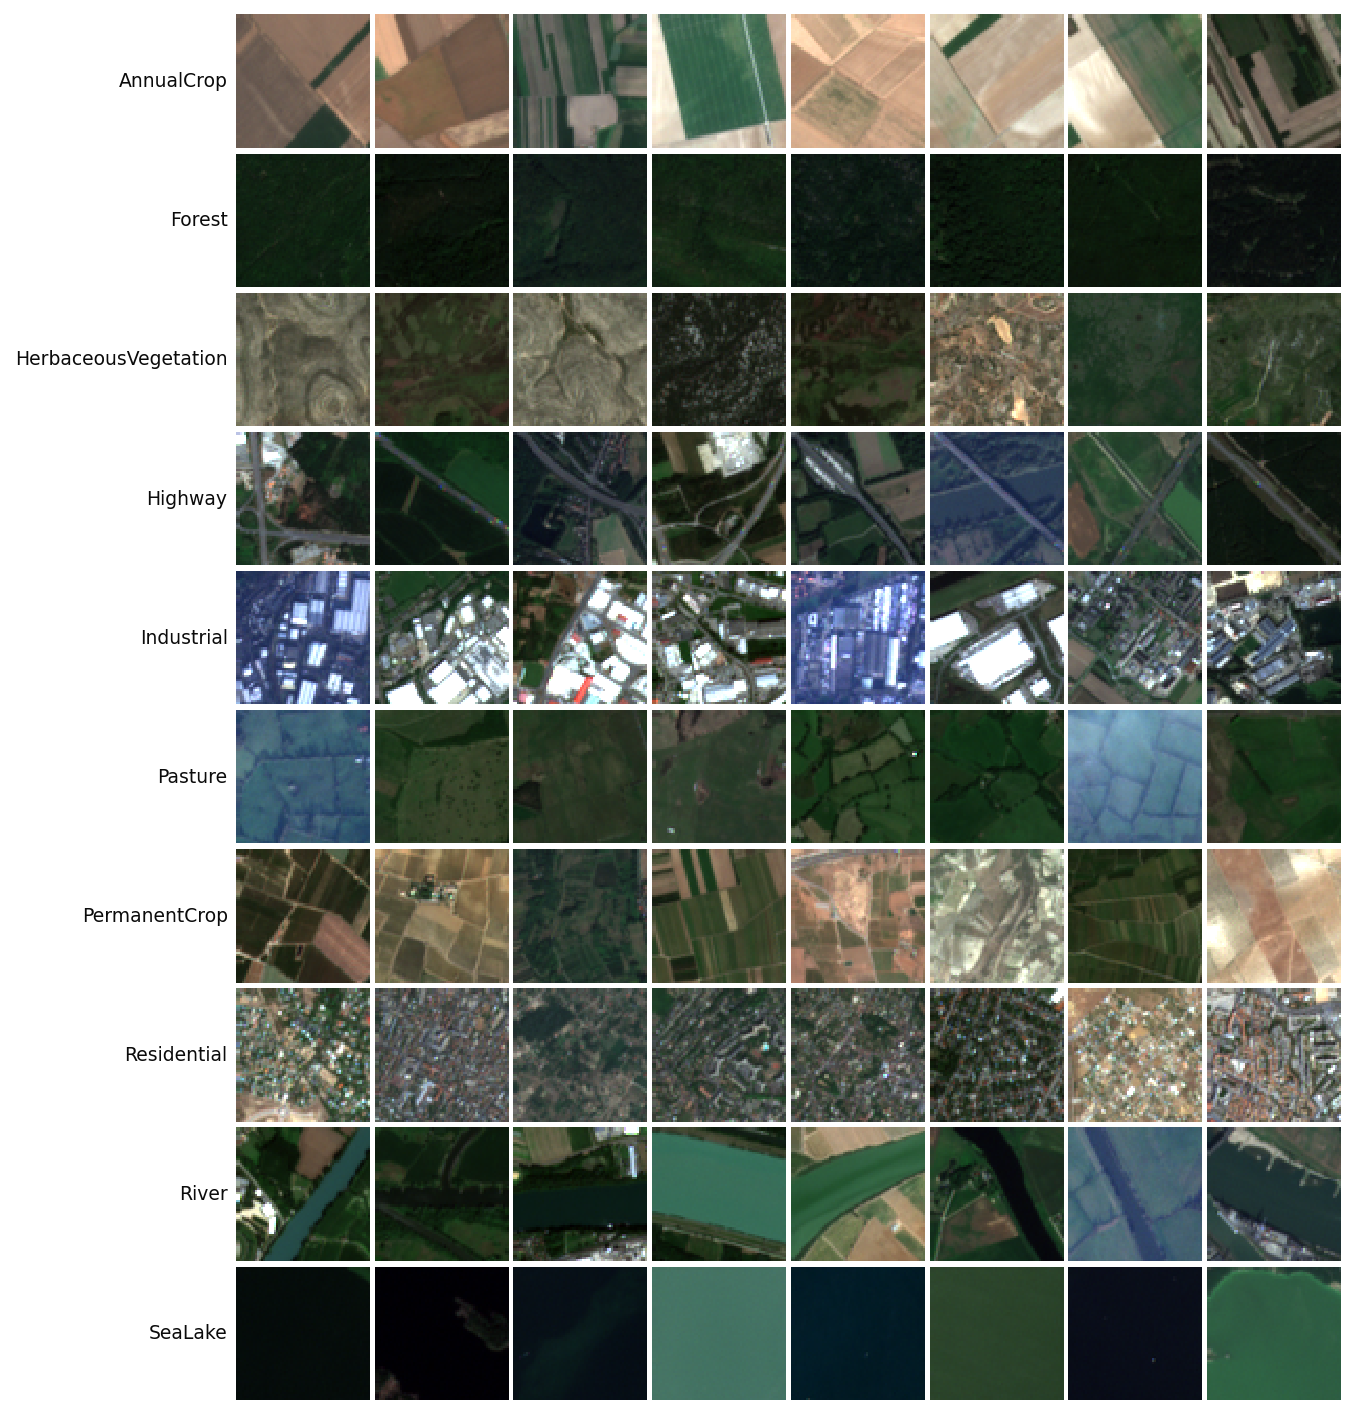 AnnualCrop
Forest
HerbaceousVegetation
Highway
Industrial
Pasture
PermanentCrop
Residential
River
SeaLake